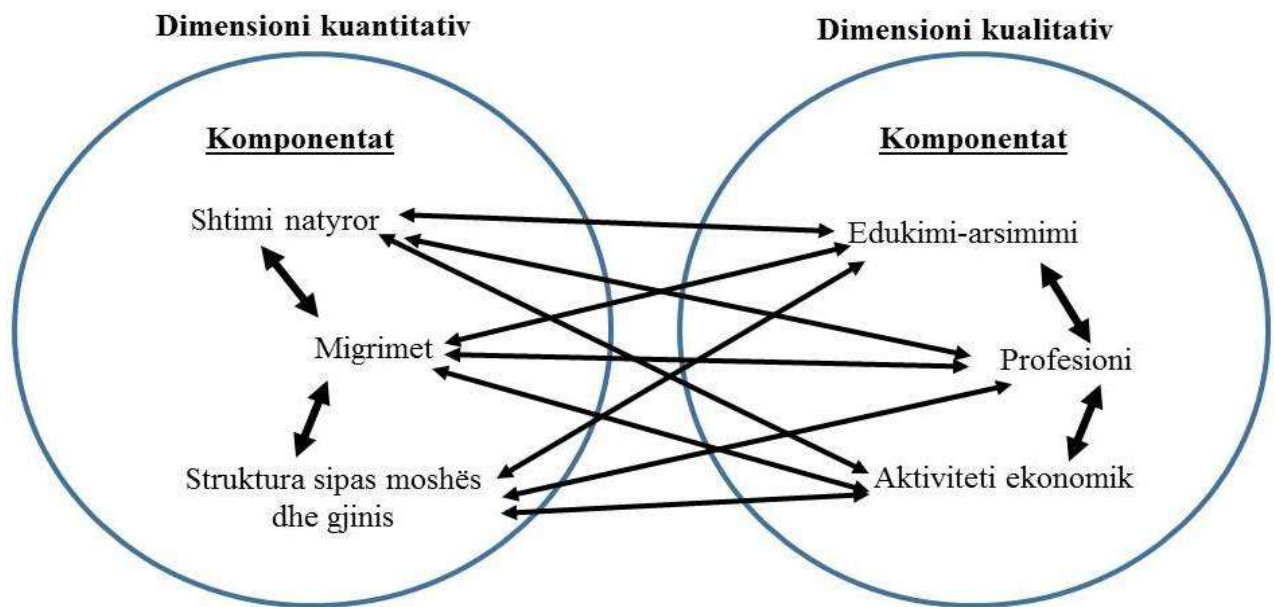 Dimensioni kuantitativ
Komponentat
Shtimi natyror
Migrimet
Struktura sipas moshës
dhe gjinis
Dimensioni kualitativ
Komponentat
Edukimi-arsimimi
Profesioni
Aktiviteti ekonomik